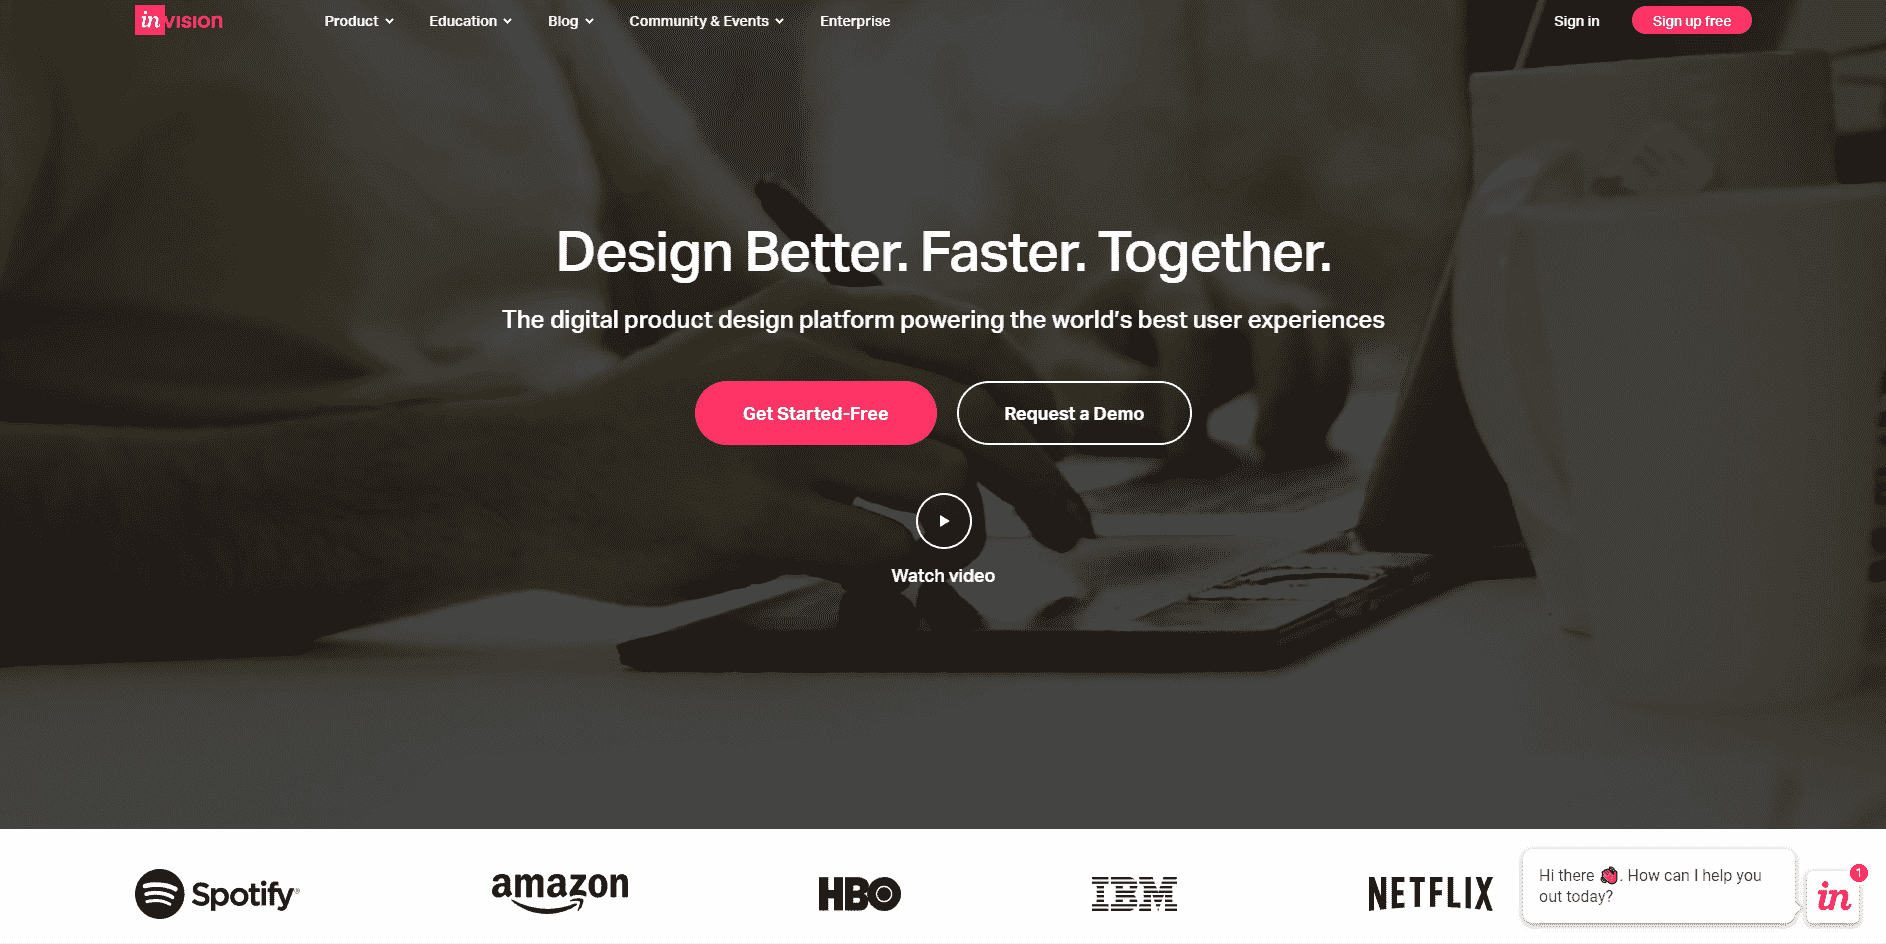 inVISION
Product
Education
Blog
Community & Events
Enterprise
Sign in
Sign up free
Design Better. Faster. Together.
The digital product design platform powering the world's best user experiences
Get Started-Free
Request a Demo
Watch video
Spotify®
amazon
HBO
IBM
NETFLIX
Hi there 👋. How can I help you
out today?
1
in